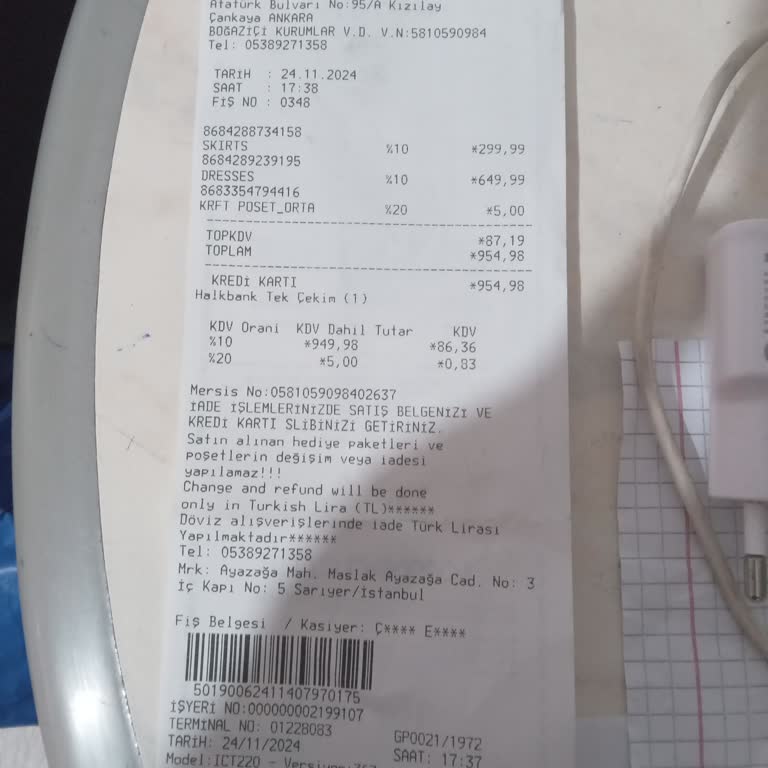 Atatürk Bulvarı No:95/A Kızılay
Çankaya ANKARA
BOĞAZİÇİ KURUMLAR V.D. V.N:5810590984
Tel: 05389271358
TARİH : 24.11.2024
SAAT : 17:38
FİŞ NO : 0348
8684288734158
SKIRTS %10 *299,99
8684289239195
DRESSES %10 *649,99
8683354794416
KRFT POSET_ORTA %20 *5,00
TOPKDV *87,19
TOPLAM *954,98
KREDİ KARTI *954,98
Halkbank Tek Çekim (1)
KDV Orani KDV Dahil Tutar KDV
%10 *949,98 *86,36
%20 *5,00 *0,83
Mersis No:0581059098402637
İADE İŞLEMLERİNİZDE SATIŞ BELGENİZİ VE
KREDİ KARTI SLİBİNİZİ GETİRİNİZ.
Satın alınan hediye paketleri ve
poşetlerin değişim veya iadesi
yapılamaz!!!
Change and refund will be done
only in Turkish Lira (TL)******
Döviz alışverişlerinde iade Türk Lirası
Yapılmaktadır******
Tel: 05389271358
Mrk: Ayazağa Mah. Maslak Ayazağa Cad. No: 3
İç Kapı No: 5 Sarıyer/İstanbul
Fiş Belgesi / Kasiyer: Ç**** E****
50190062411407970175
İŞYERİ NO:000000002199107
TERMİNAL NO: 01228083 GP0021/1972
TARİH: 24/11/2024 SAAT: 17:37
Model:ICT220 -